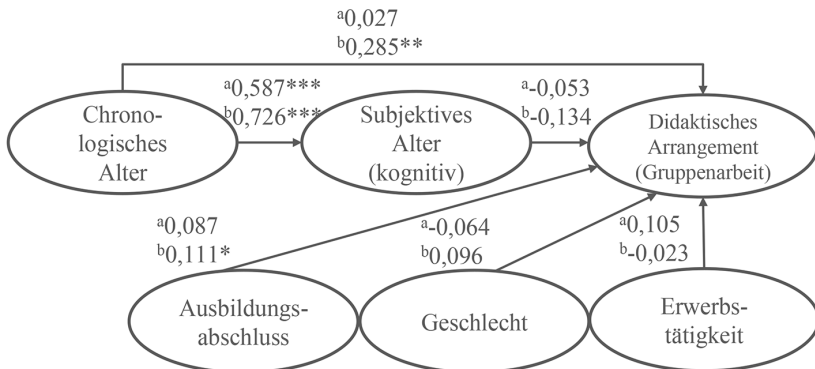 ᵃ0,027
ᵇ0,285**
ᵃ0,587***
ᵇ0,726***
ᵃ-0,053
ᵇ-0,134
Chrono-
logisches
Alter
Subjektives
Alter
(kognitiv)
Didaktisches
Arrangement
(Gruppenarbeit)
ᵃ0,087
ᵇ0,111*
ᵃ-0,064
ᵇ0,096
ᵃ0,105
ᵇ-0,023
Ausbildungs-
abschluss
Geschlecht
Erwerbs-
tätigkeit